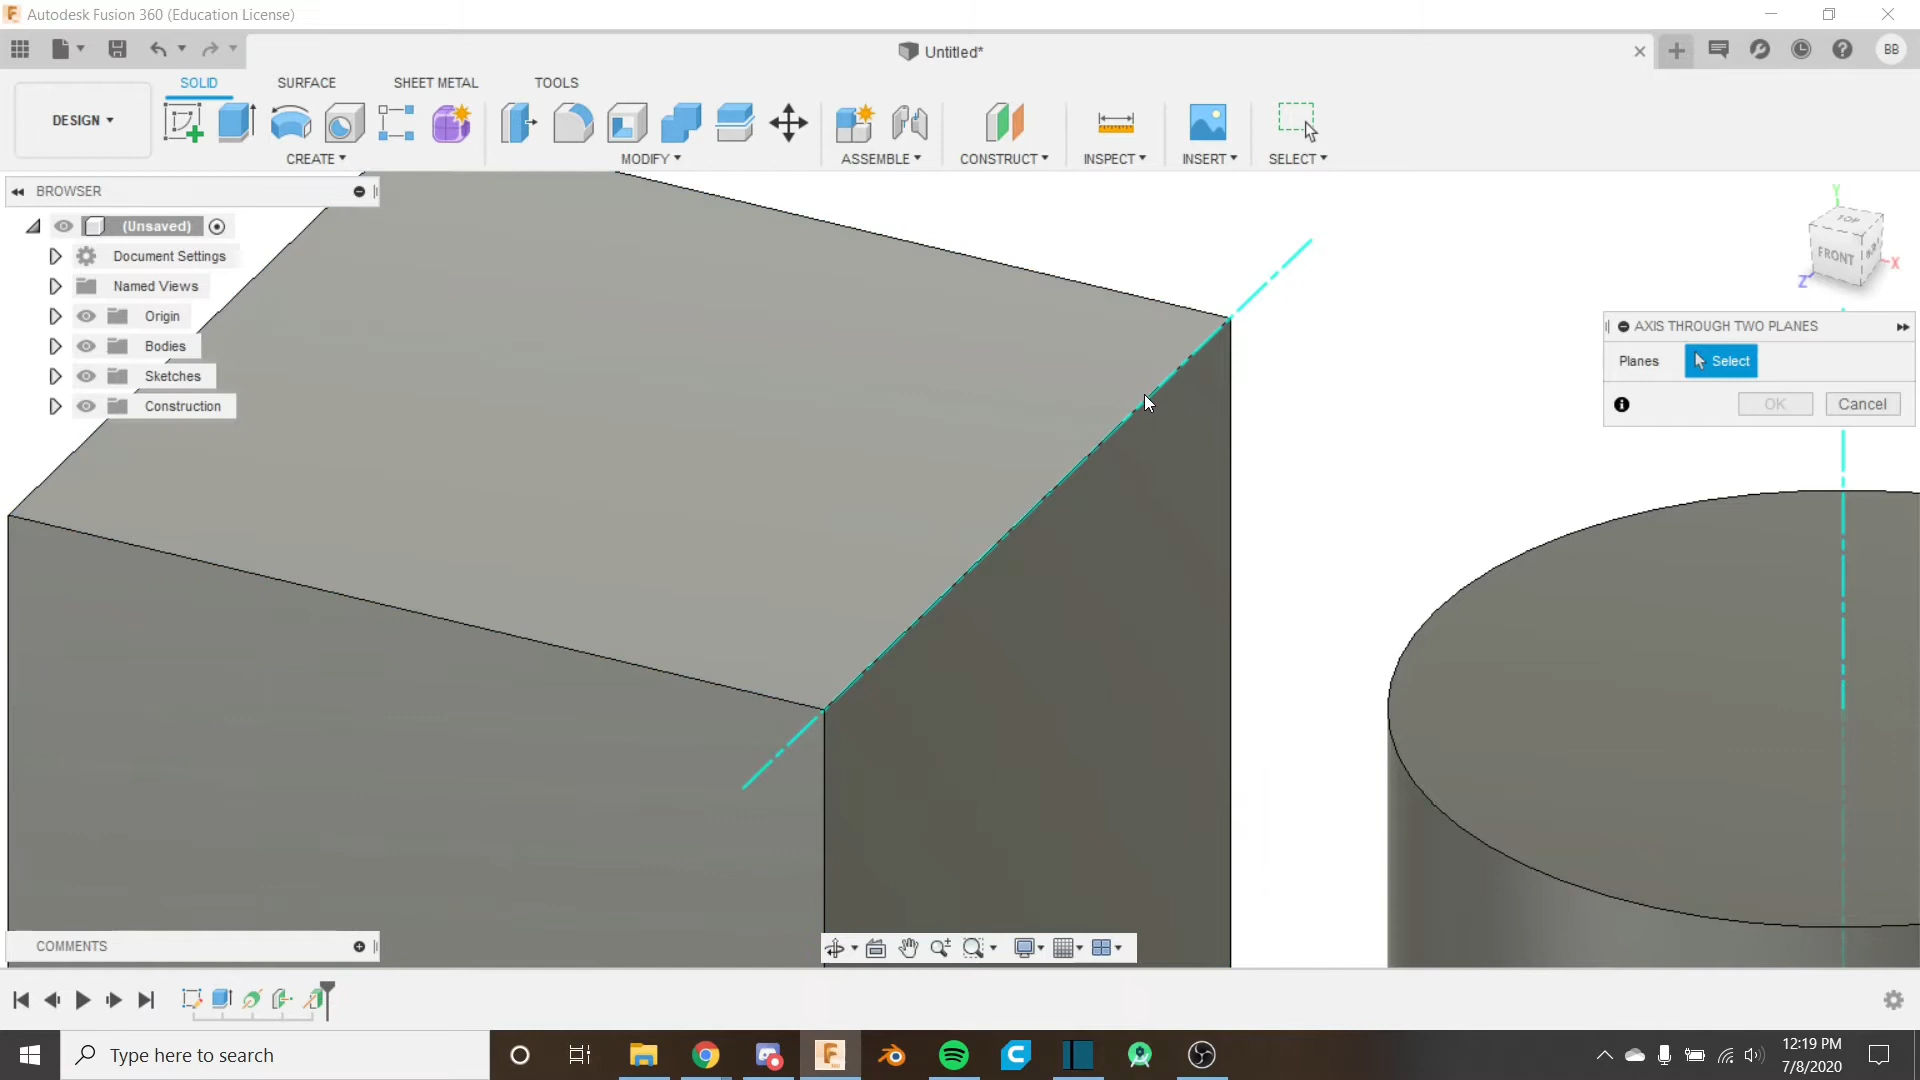 Autodesk Fusion 360 (Education License)
Untitled*
BB
SOLID
SURFACE
SHEET METAL
TOOLS
DESIGN
CREATE
MODIFY
ASSEMBLE
CONSTRUCT
INSPECT
INSERT
SELECT
BROWSER
(Unsaved)
Document Settings
Named Views
Origin
Bodies
Sketches
Construction
Y
TOP
FRONT
X
Z
AXIS THROUGH TWO PLANES
Planes
Select
OK
Cancel
COMMENTS
Type here to search
12:19 PM
7/8/2020